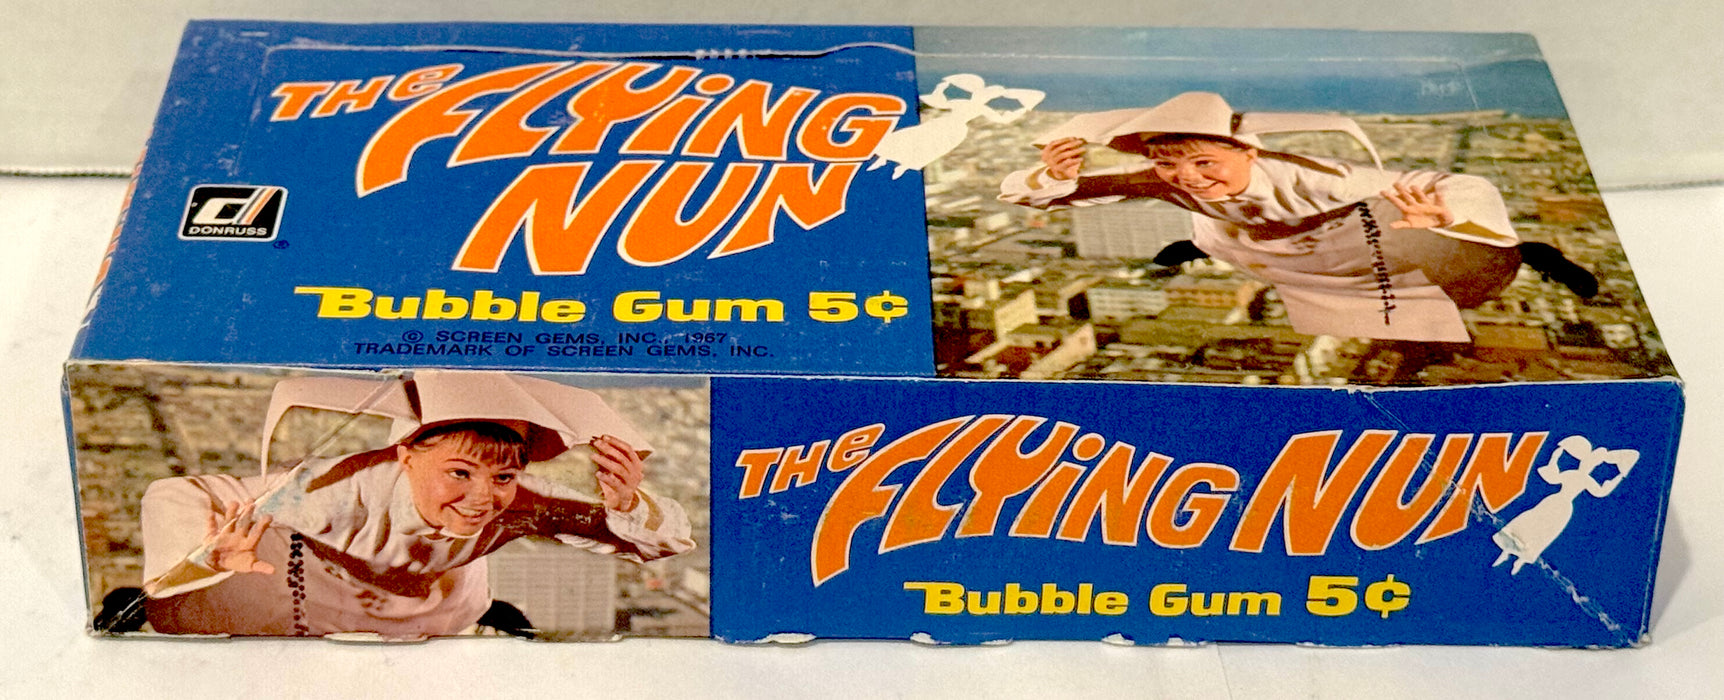 THE FLYING
NUN
DONRUSS
®
Bubble Gum 5¢
© SCREEN GEMS, INC., 1967
TRADEMARK OF SCREEN GEMS, INC.
THE FLYING NUN
Bubble Gum 5¢